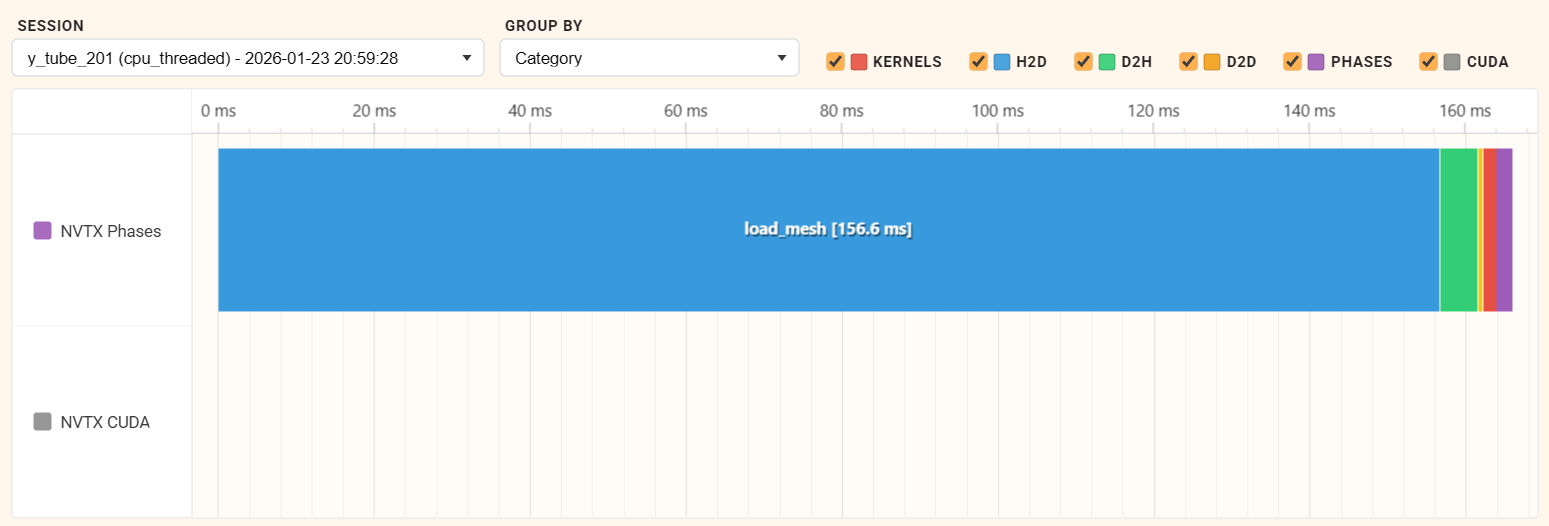 SESSION
GROUP BY
y_tube_201 (cpu_threaded) - 2026-01-23 20:59:28
Category
KERNELS
H2D
D2H
D2D
PHASES
CUDA
0 ms 20 ms 40 ms 60 ms 80 ms 100 ms 120 ms 140 ms 160 ms
NVTX Phases
load_mesh [156.6 ms]
NVTX CUDA